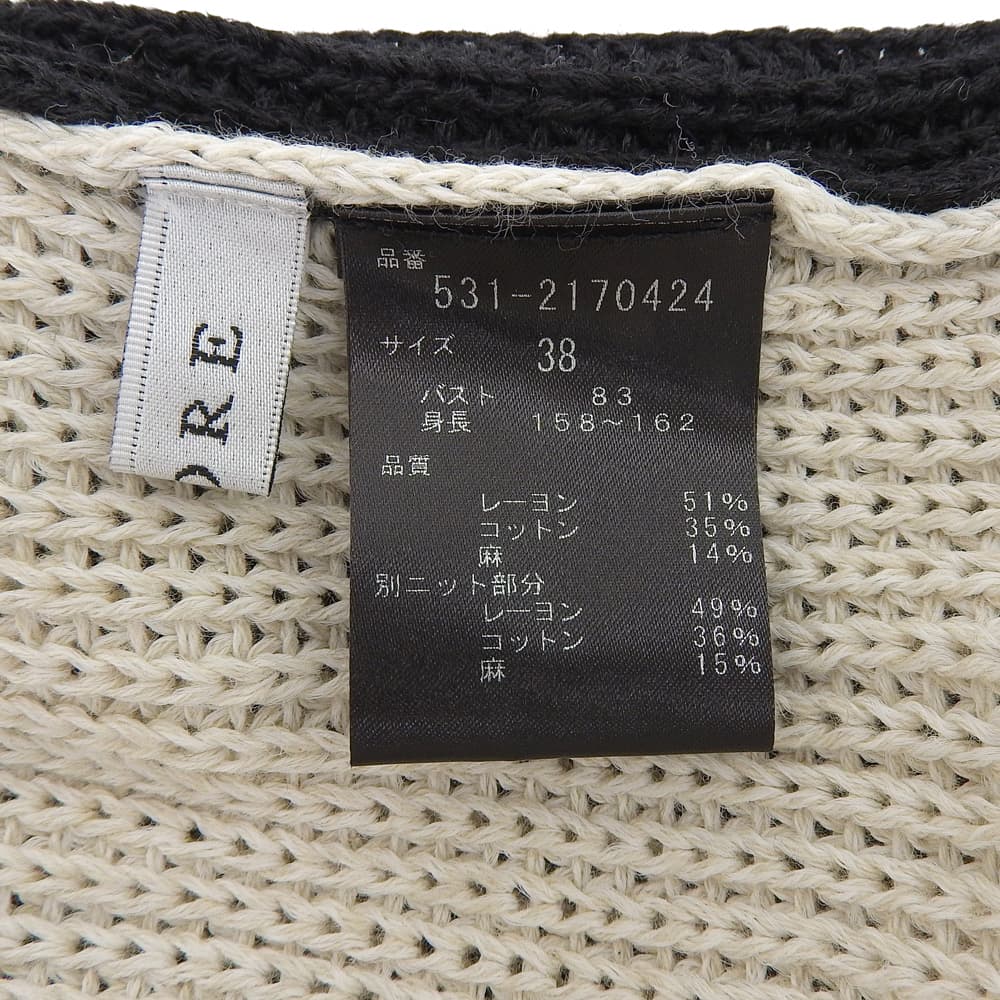 ORE
品番
531-2170424
サイズ 38
バスト 83
身長 158〜162
品質
レーヨン 51%
コットン 35%
麻 14%
別ニット部分
レーヨン 49%
コットン 36%
麻 15%